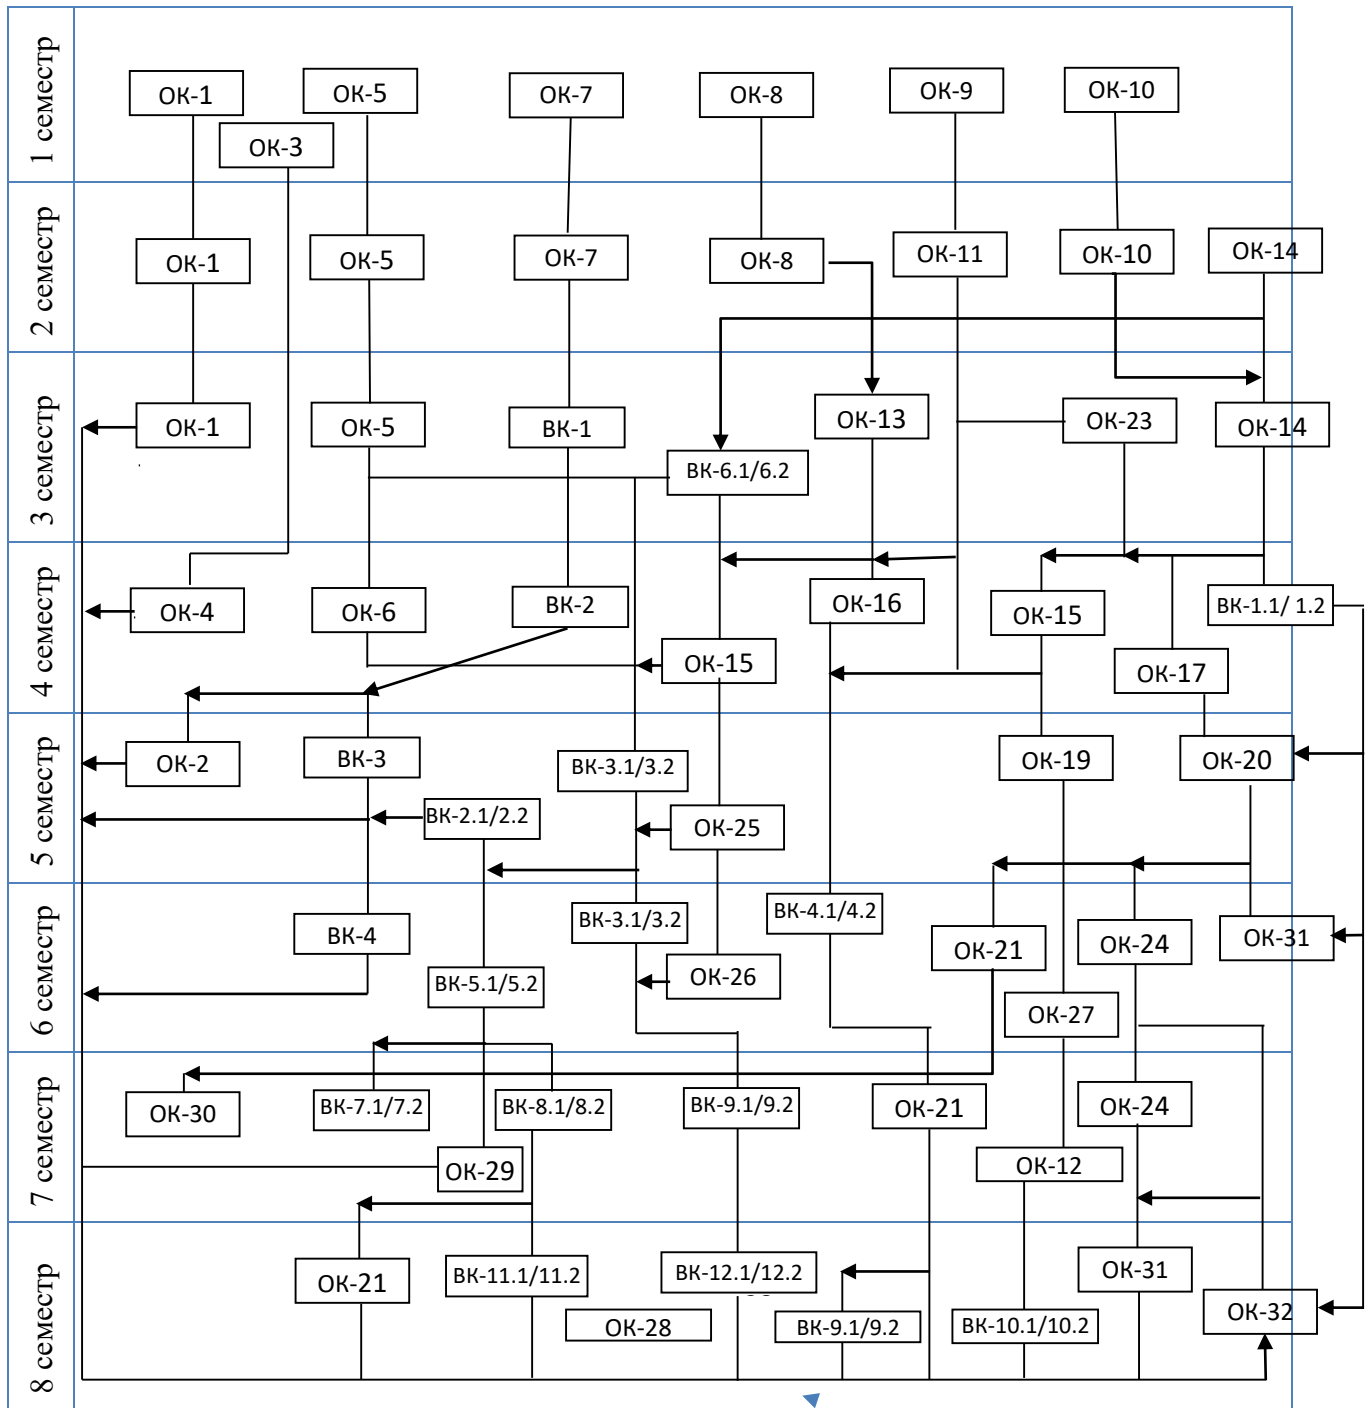 1 семестр
ОК-1
ОК-5
ОК-7
ОК-8
ОК-9
ОК-10
ОК-3
2 семестр
ОК-1
ОК-5
ОК-7
ОК-8
ОК-11
ОК-10
ОК-14
3 семестр
ОК-1
ОК-5
ВК-1
ОК-13
ОК-23
ОК-14
ВК-6.1/6.2
4 семестр
ОК-4
ОК-6
ВК-2
ОК-16
ОК-15
ВК-1.1/ 1.2
ОК-15
ОК-17
5 семестр
ОК-2
ВК-3
ВК-3.1/3.2
ОК-19
ОК-20
ВК-2.1/2.2
ОК-25
6 семестр
ВК-4
ВК-3.1/3.2
ВК-4.1/4.2
ОК-21
ОК-24
ОК-31
ВК-5.1/5.2
ОК-26
ОК-27
7 семестр
ОК-30
ВК-7.1/7.2
ВК-8.1/8.2
ВК-9.1/9.2
ОК-21
ОК-24
ОК-29
ОК-12
8 семестр
ОК-21
ВК-11.1/11.2
ВК-12.1/12.2
ОК-31
ОК-28
ВК-9.1/9.2
ВК-10.1/10.2
ОК-32